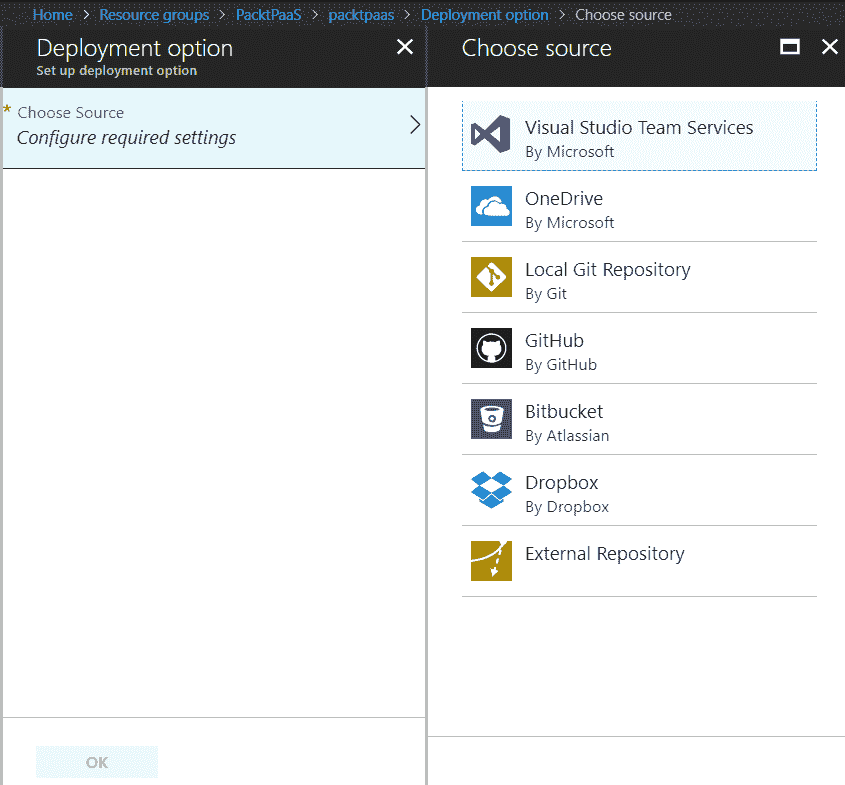 Home > Resource groups > PacktPaaS > packtpaas > Deployment option > Choose source
Deployment option
Set up deployment option
* Choose Source
Configure required settings
OK
Choose source
Visual Studio Team Services
By Microsoft
OneDrive
By Microsoft
Local Git Repository
By Git
GitHub
By GitHub
Bitbucket
By Atlassian
Dropbox
By Dropbox
External Repository